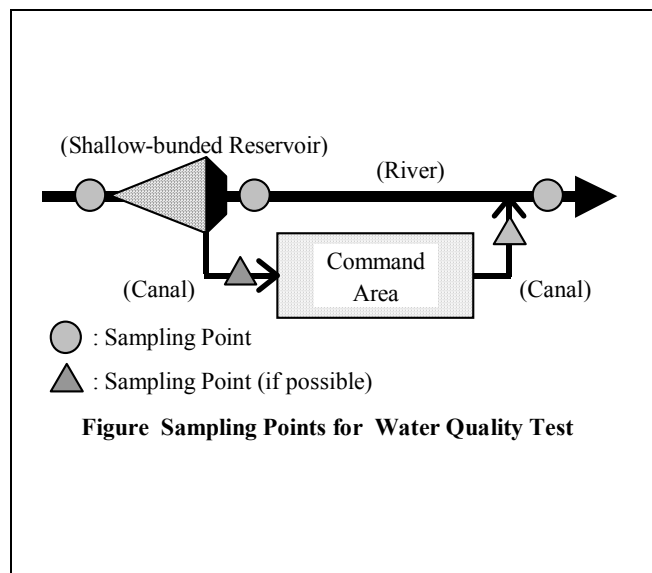 (Shallow-bunded Reservoir)
(River)
Command
Area
(Canal)
(Canal)
: Sampling Point
: Sampling Point (if possible)
Figure Sampling Points for Water Quality Test